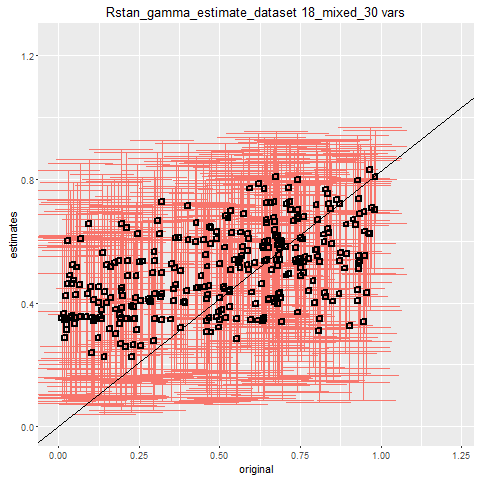 Rstan_gamma_estimate_dataset 18_mixed_30 vars
1.2
0.8
0.4
0.0
estimates
0.00 0.25 0.50 0.75 1.00 1.25
original